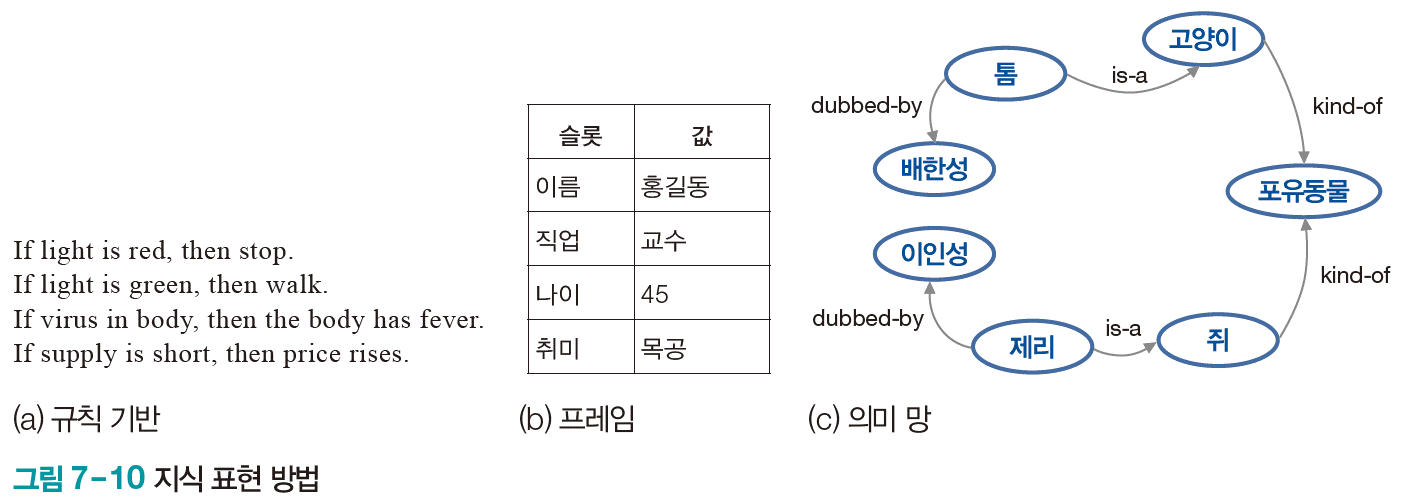 If light is red, then stop.
If light is green, then walk.
If virus in body, then the body has fever.
If supply is short, then price rises.
(a) 규칙 기반
슬롯 값
이름 홍길동
직업 교수
나이 45
취미 목공
(b) 프레임
고양이
톰
is-a
dubbed-by
kind-of
배한성
포유동물
이인성
kind-of
dubbed-by
is-a
제리
쥐
(c) 의미 망
그림 7-10 지식 표현 방법